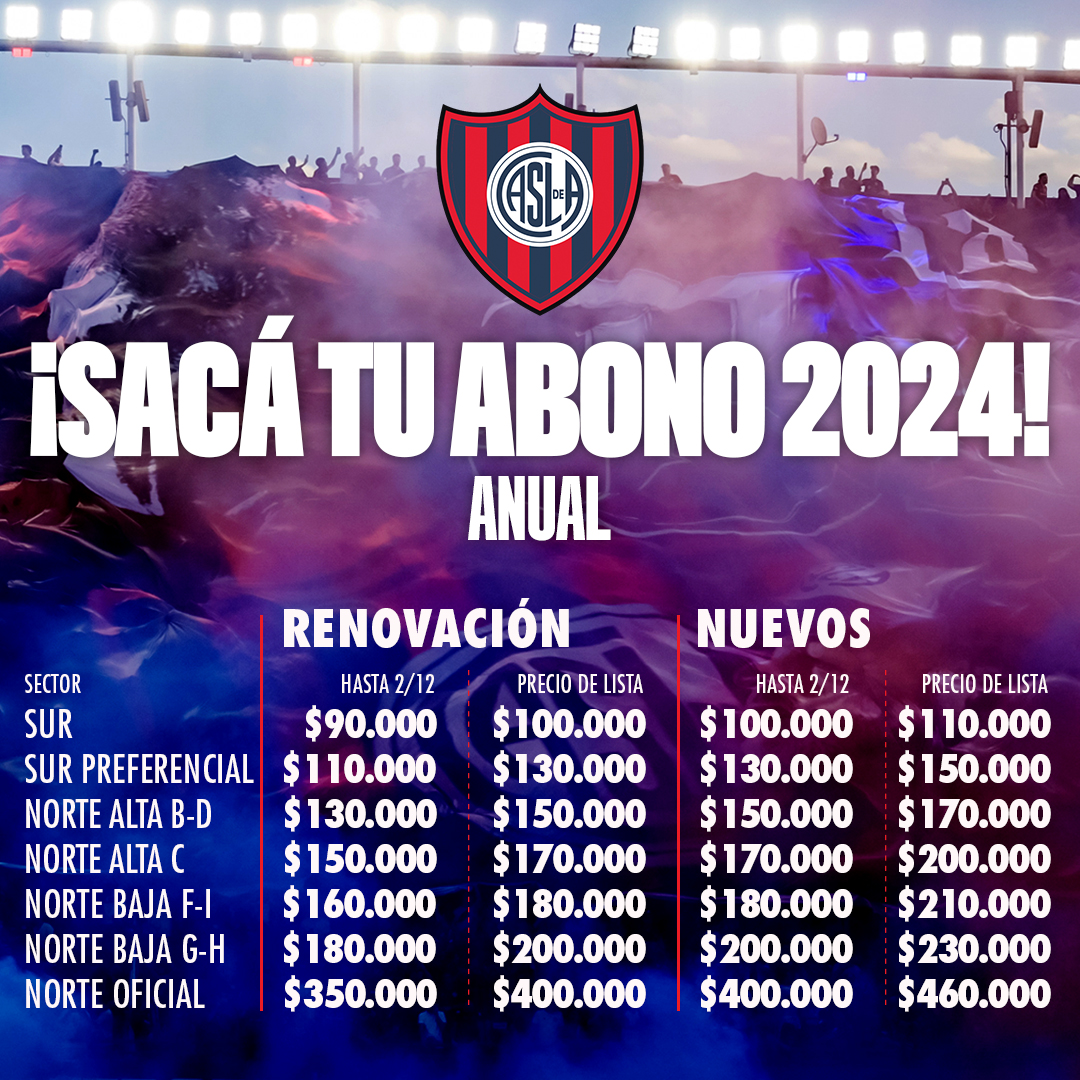 CASLA DE
¡SACÁ TU ABONO 2024!
ANUAL
RENOVACIÓN NUEVOS
SECTOR HASTA 2/12 PRECIO DE LISTA HASTA 2/12 PRECIO DE LISTA
SUR $90.000 $100.000 $100.000 $110.000
SUR PREFERENCIAL $110.000 $130.000 $130.000 $150.000
NORTE ALTA B-D $130.000 $150.000 $150.000 $170.000
NORTE ALTA C $150.000 $170.000 $170.000 $200.000
NORTE BAJA F-I $160.000 $180.000 $180.000 $210.000
NORTE BAJA G-H $180.000 $200.000 $200.000 $230.000
NORTE OFICIAL $350.000 $400.000 $400.000 $460.000